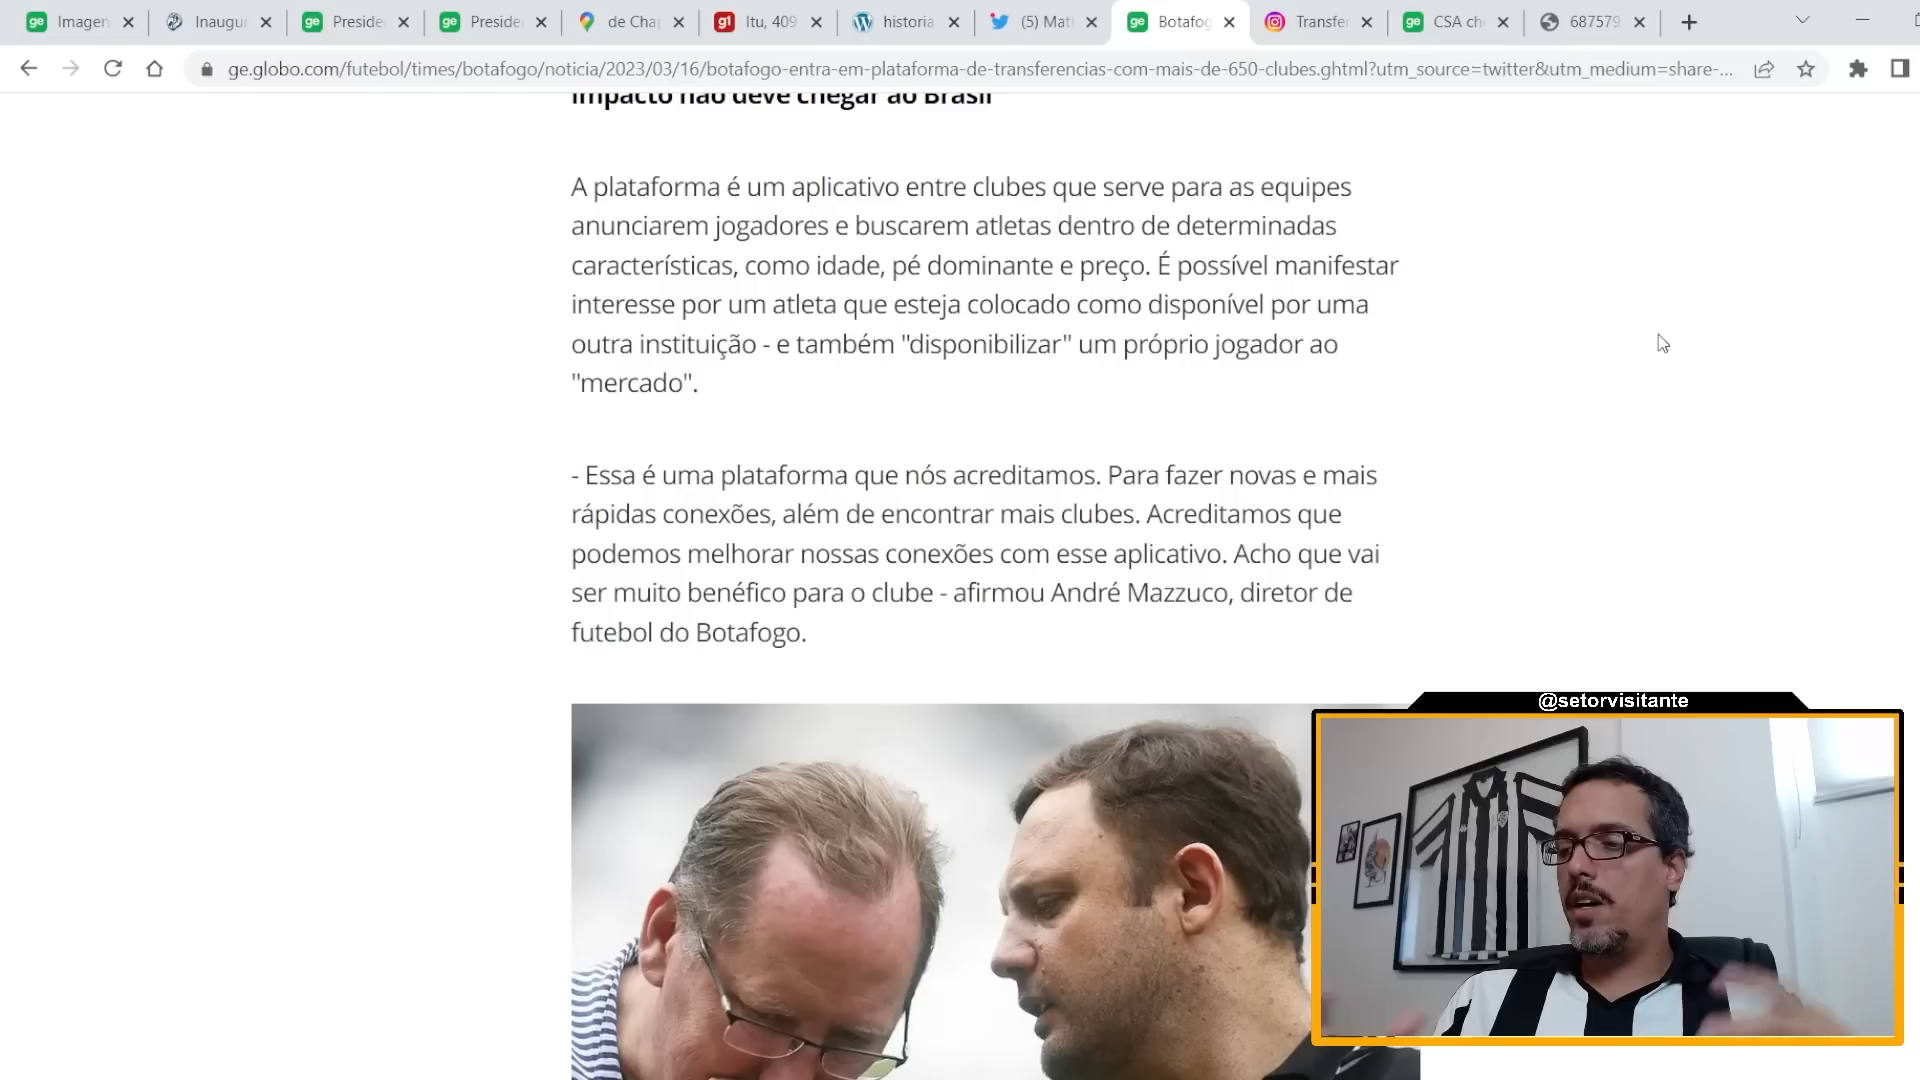 Imagen
Inaugur
Preside
Preside
de Cha
Itu, 409
historia
(5) Mat
Botafog
Transfer
CSA ch
687579
ge.globo.com/futebol/times/botafogo/noticia/2023/03/16/botafogo-entra-em-plataforma-de-transferencias-com-mais-de-650-clubes.ghtml?utm_source=twitter&utm_medium=share-...
impacto não deve chegar ao Brasil
A plataforma é um aplicativo entre clubes que serve para as equipes
anunciarem jogadores e buscarem atletas dentro de determinadas
características, como idade, pé dominante e preço. É possível manifestar
interesse por um atleta que esteja colocado como disponível por uma
outra instituição - e também "disponibilizar" um próprio jogador ao
"mercado".
- Essa é uma plataforma que nós acreditamos. Para fazer novas e mais
rápidas conexões, além de encontrar mais clubes. Acreditamos que
podemos melhorar nossas conexões com esse aplicativo. Acho que vai
ser muito benéfico para o clube - afirmou André Mazzuco, diretor de
futebol do Botafogo.
@setorvisitante